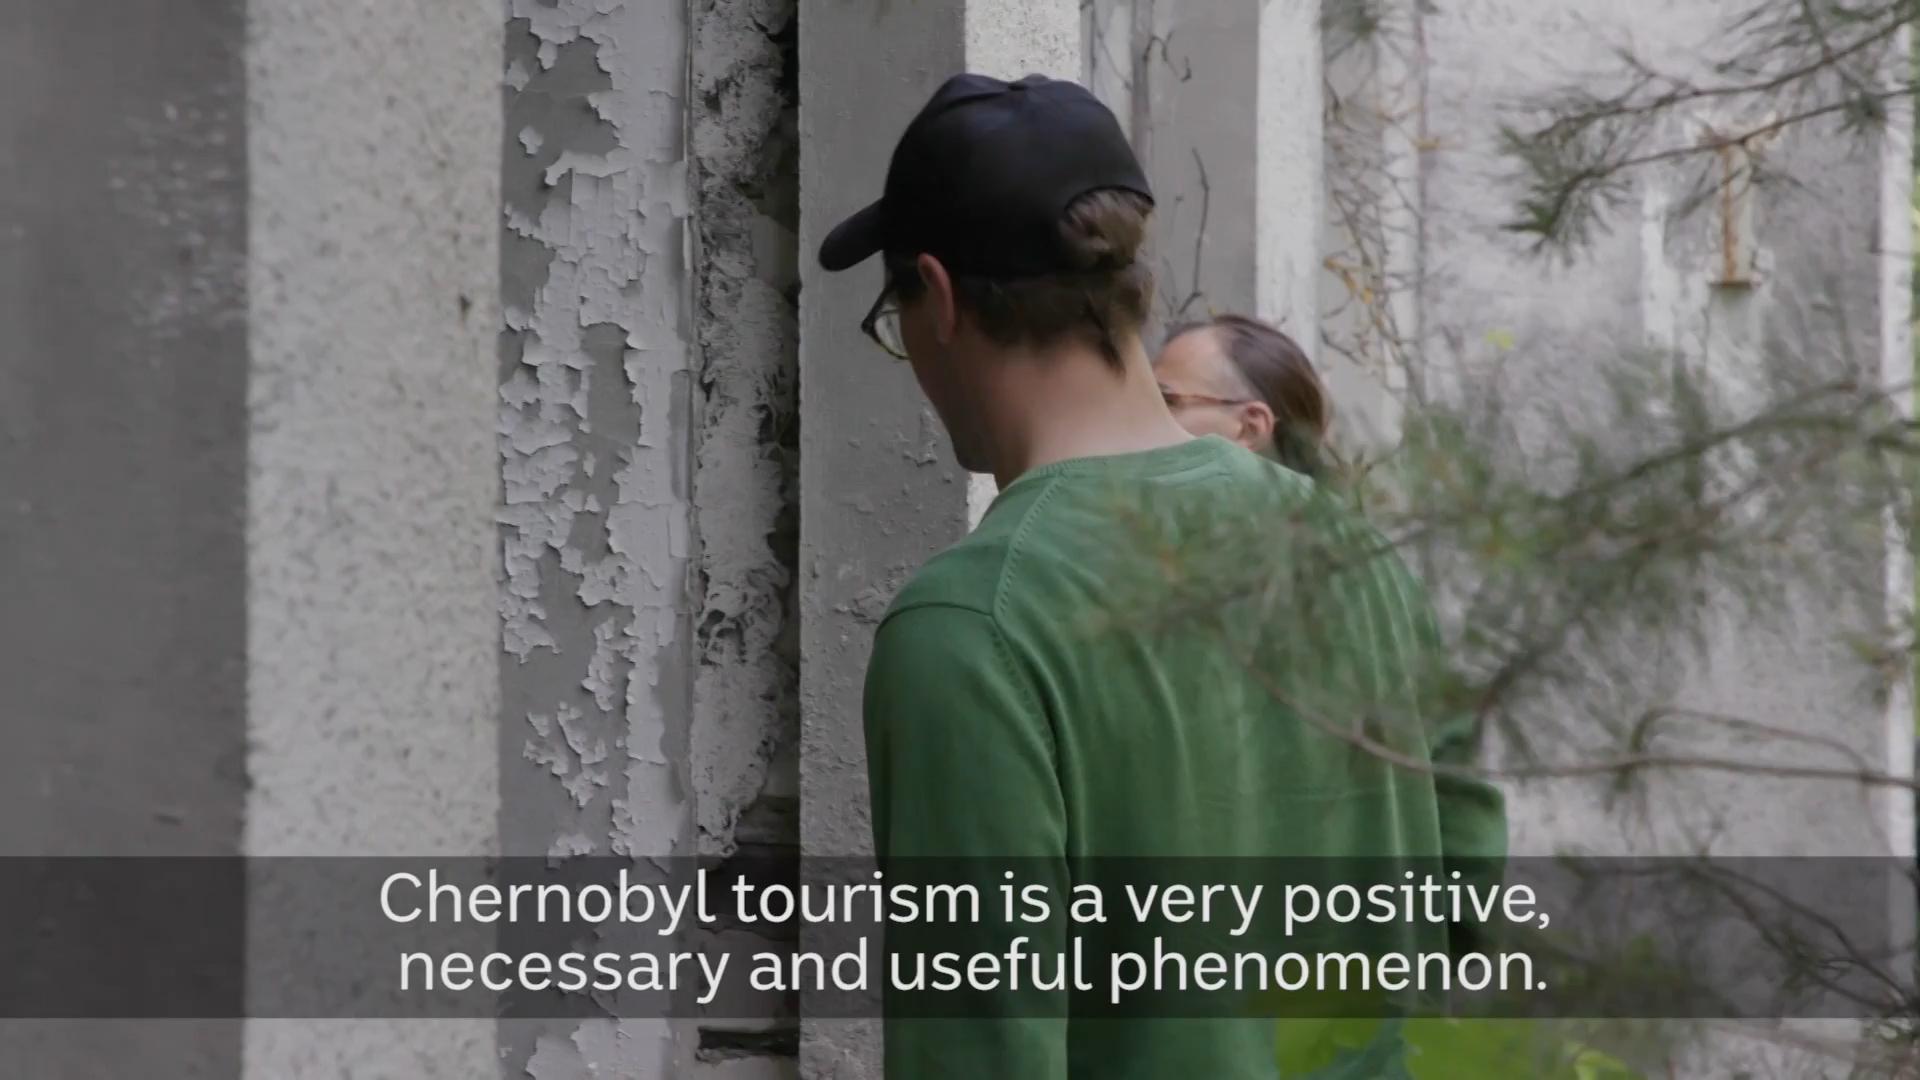 Chernobyl tourism is a very positive,
necessary and useful phenomenon.